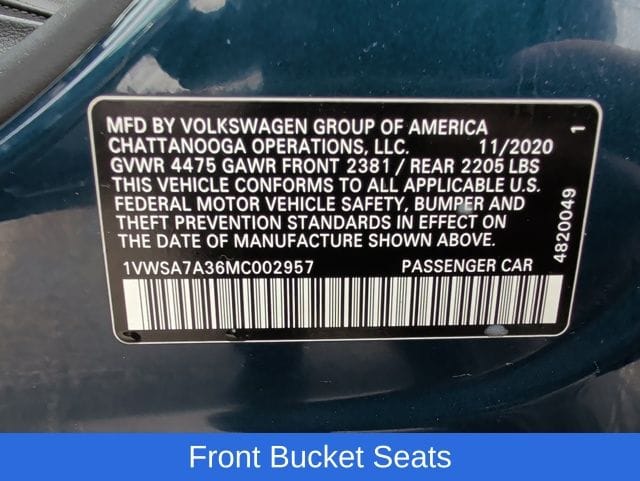 MFD BY VOLKSWAGEN GROUP OF AMERICA
CHATTANOOGA OPERATIONS, LLC. 11/2020
GVWR 4475 GAWR FRONT 2381 / REAR 2205 LBS
THIS VEHICLE CONFORMS TO ALL APPLICABLE U.S.
FEDERAL MOTOR VEHICLE SAFETY, BUMPER AND
THEFT PREVENTION STANDARDS IN EFFECT ON
THE DATE OF MANUFACTURE SHOWN ABOVE.
1VWSA7A36MC002957 PASSENGER CAR
4820049 1
Front Bucket Seats